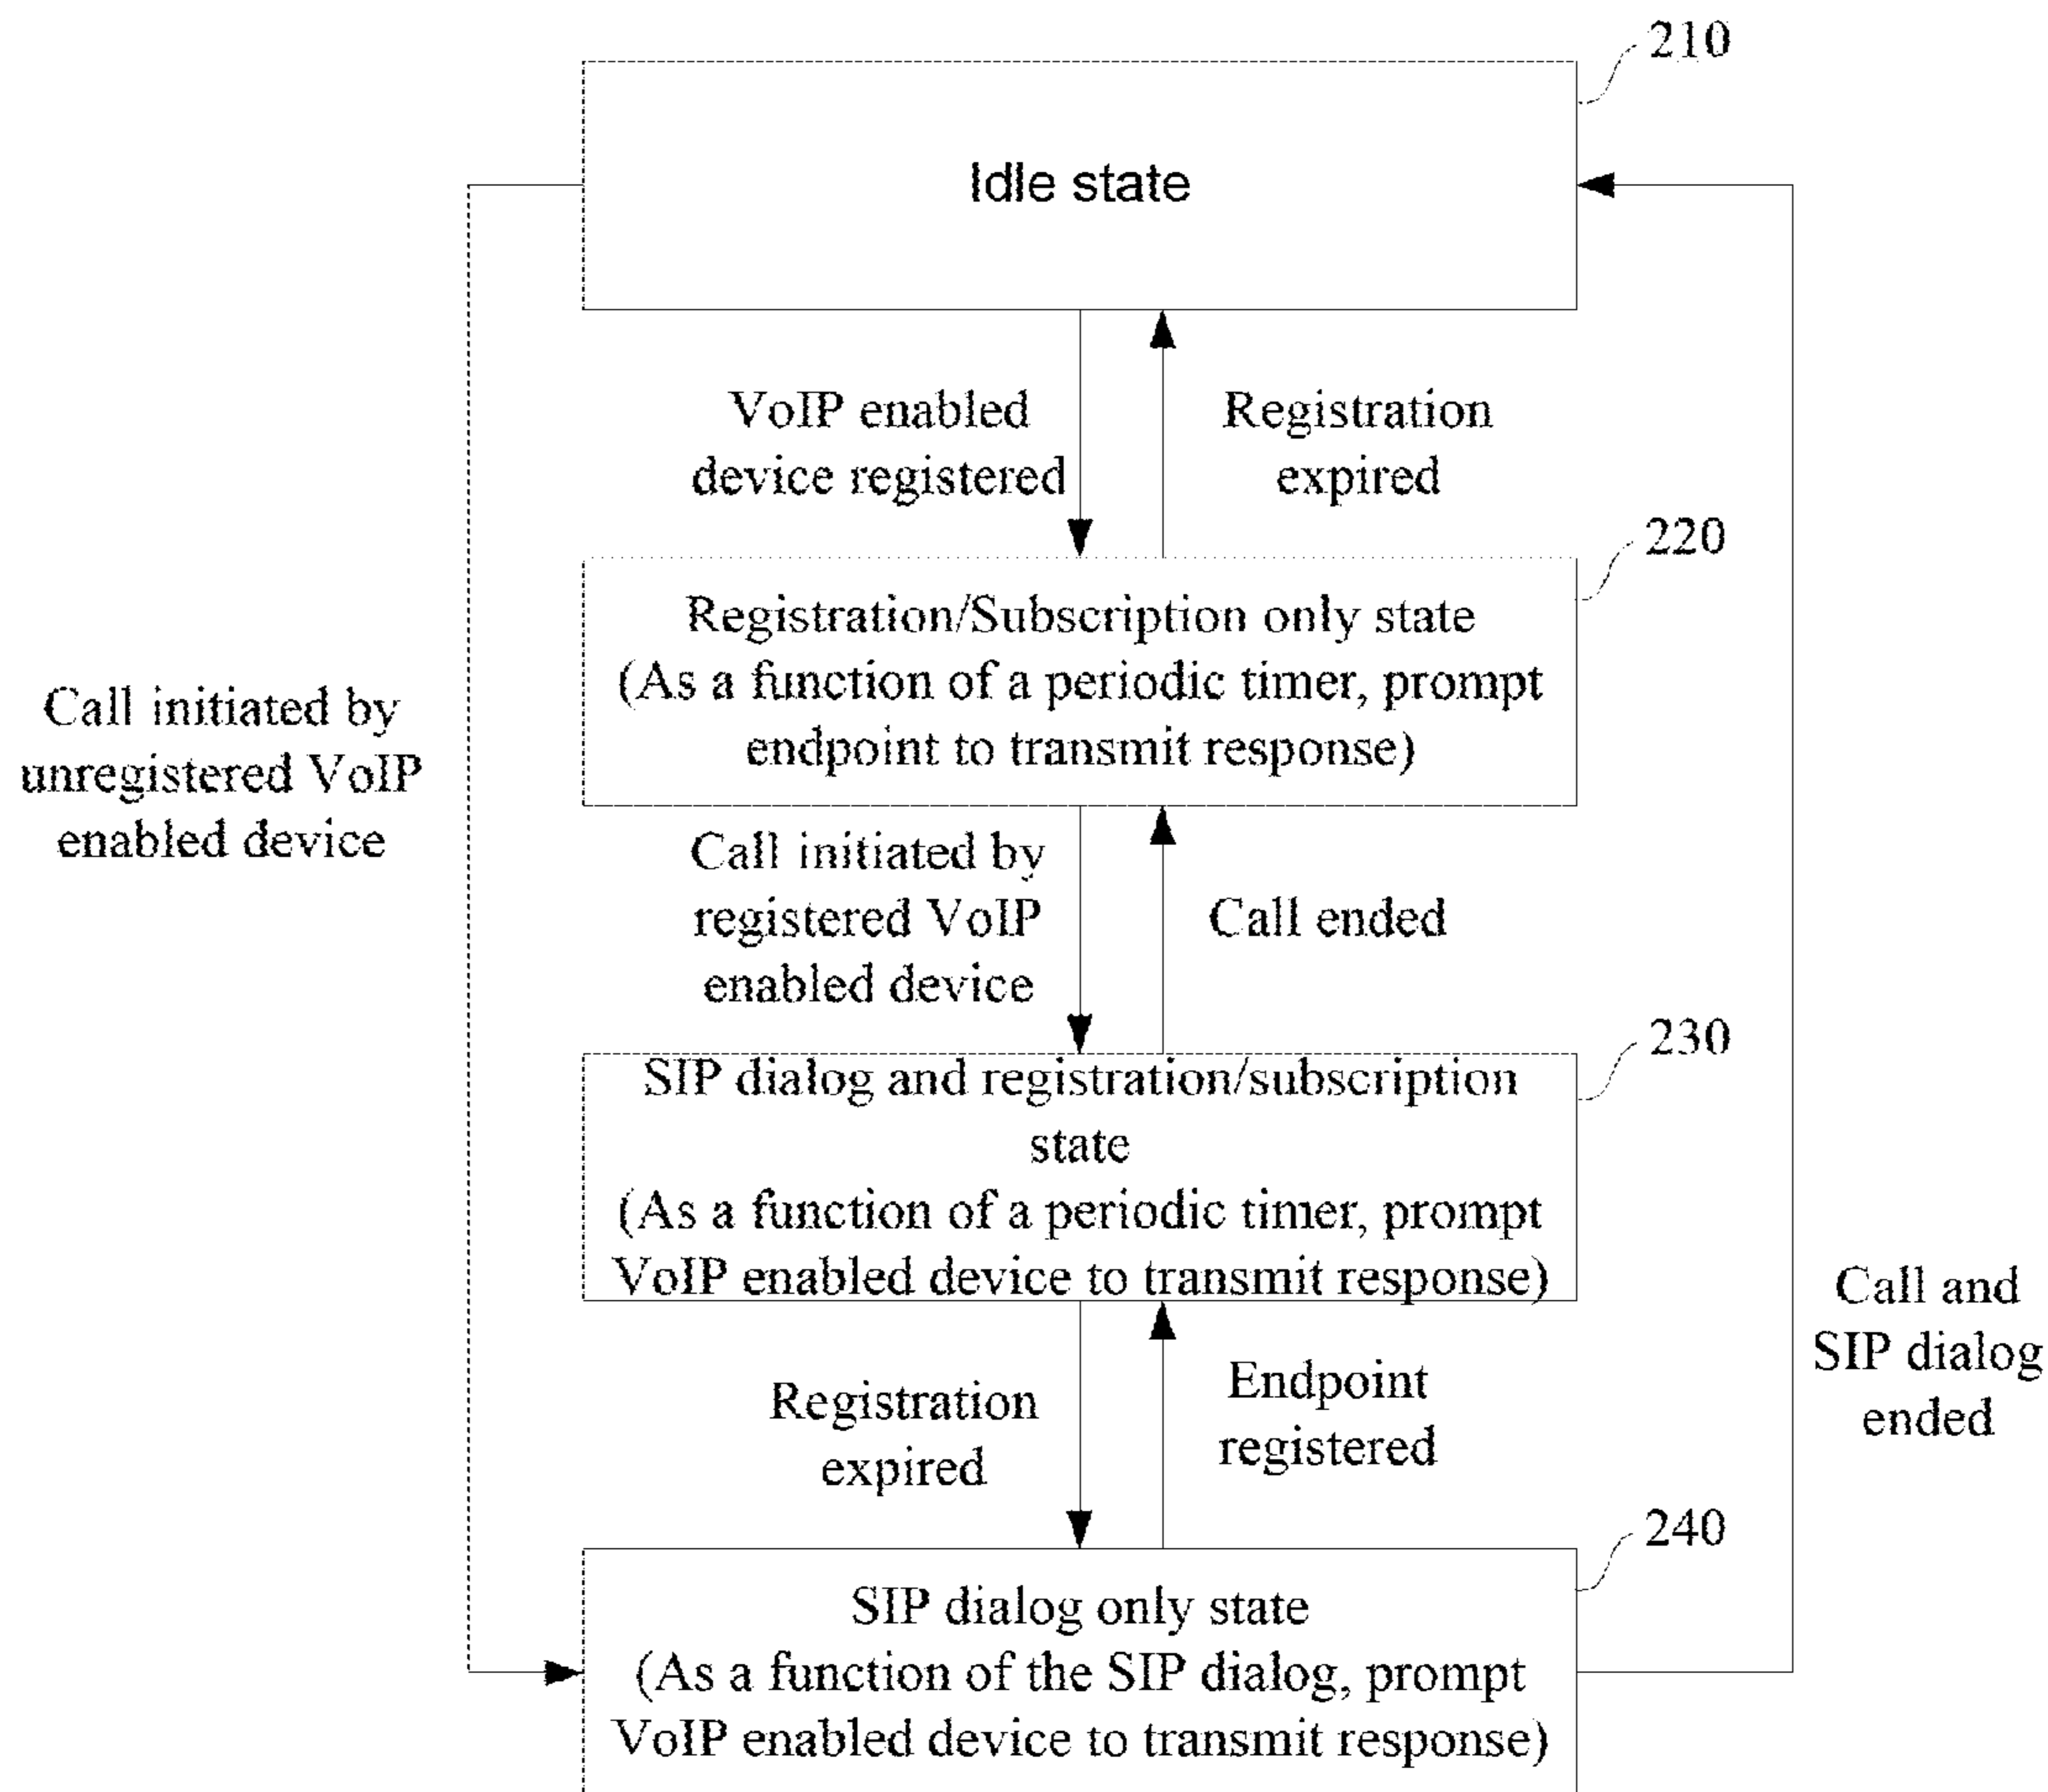 210
Idle state
VoIP enabled
device registered
Registration
expired
220
Registration/Subscription only state
(As a function of a periodic timer, prompt
endpoint to transmit response)
Call initiated by
unregistered VoIP
enabled device
Call initiated by
registered VoIP
enabled device
Call ended
230
SIP dialog and registration/subscription
state
(As a function of a periodic timer, prompt
VoIP enabled device to transmit response)
Call and
SIP dialog
ended
Registration
expired
Endpoint
registered
240
SIP dialog only state
(As a function of the SIP dialog, prompt
VoIP enabled device to transmit response)